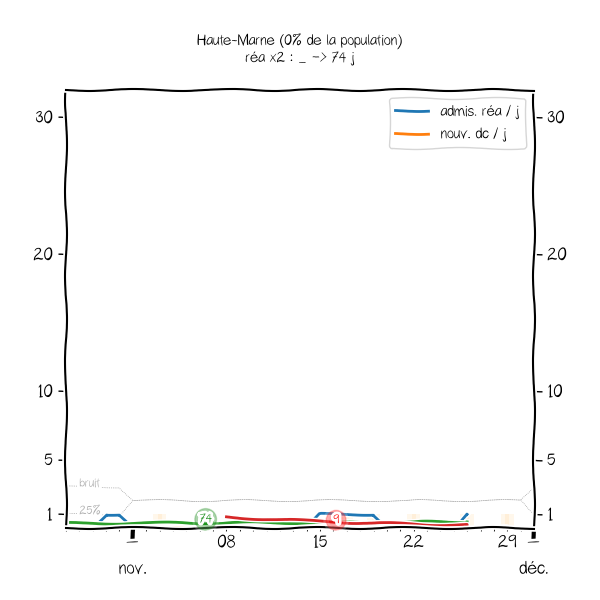 Haute-Marne (0% de la population)
réa x2 : _ -> 74 j
admis. réa / j
nouv. dc / j
30
30
20
20
10
10
5
5
bruit
25%
1
1
74
9
08
15
22
29
nov.
déc.